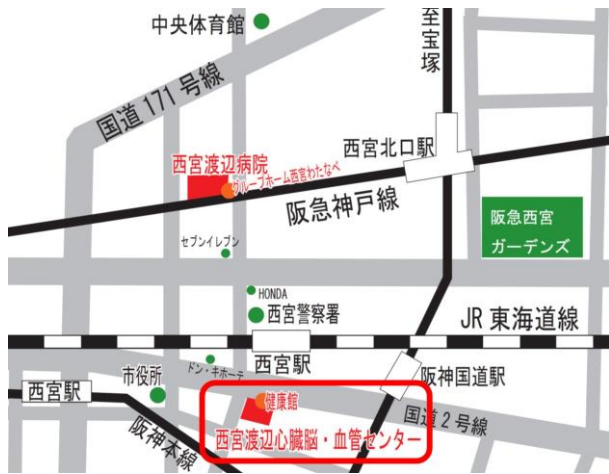 中央体育館
至宝塚
国道171号線
西宮北口駅
西宮渡辺病院
グループホーム西宮わたなべ
阪急神戸線
阪急西宮
ガーデンズ
セブンイレブン
HONDA
西宮警察署
JR東海道線
西宮駅
ドン・キホーテ
阪神国道駅
西宮駅
市役所
健康館
国道2号線
阪神本線
西宮渡辺心臓脳・血管センター